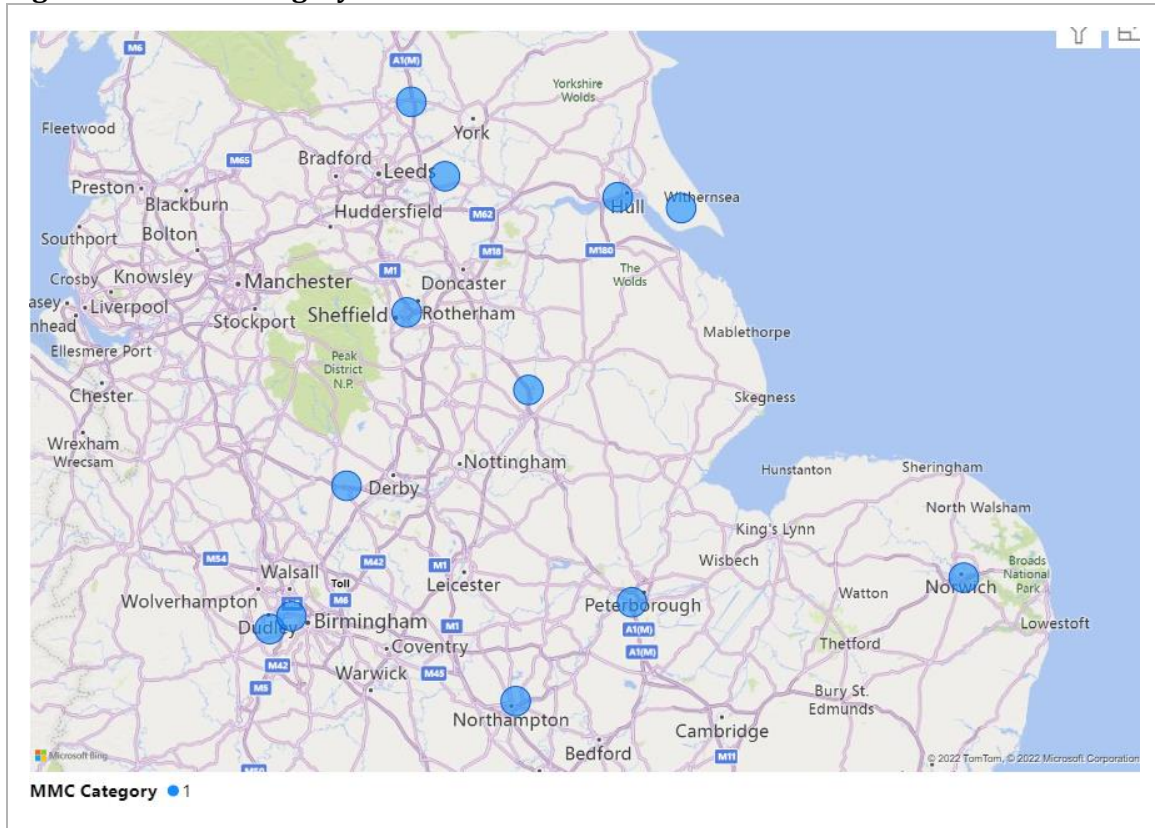 M6
A1(M)
Yorkshire
Wolds
Fleetwood
York
M65
Bradford
Leeds
Preston
Blackburn
Withernsea
Hull
Huddersfield
M62
Southport
Bolton
M18
M180
Crosby
Knowsley
Manchester
M1
Doncaster
The
Wolds
asey
Liverpool
nhead
Stockport
Sheffield
Rotherham
Mablethorpe
Ellesmere Port
Peak
District
N.P.
Chester
Skegness
Wrexham
Wrecsam
Nottingham
Hunstanton
Sheringham
Derby
North Walsham
King's Lynn
M54
M42
M1
Wisbech
Broads
National
Park
Walsall
Toll
Leicester
Norwich
Wolverhampton
M6
Peterborough
Watton
Dudley
Birmingham
M1
A1(M)
Lowestoft
Coventry
A1(M)
Thetford
M42
Warwick
M45
M5
Bury St.
Edmunds
Northampton
Cambridge
Bedford
M11
Microsoft Bing
© 2022 TomTom, © 2022 Microsoft Corporation
MMC Category 1